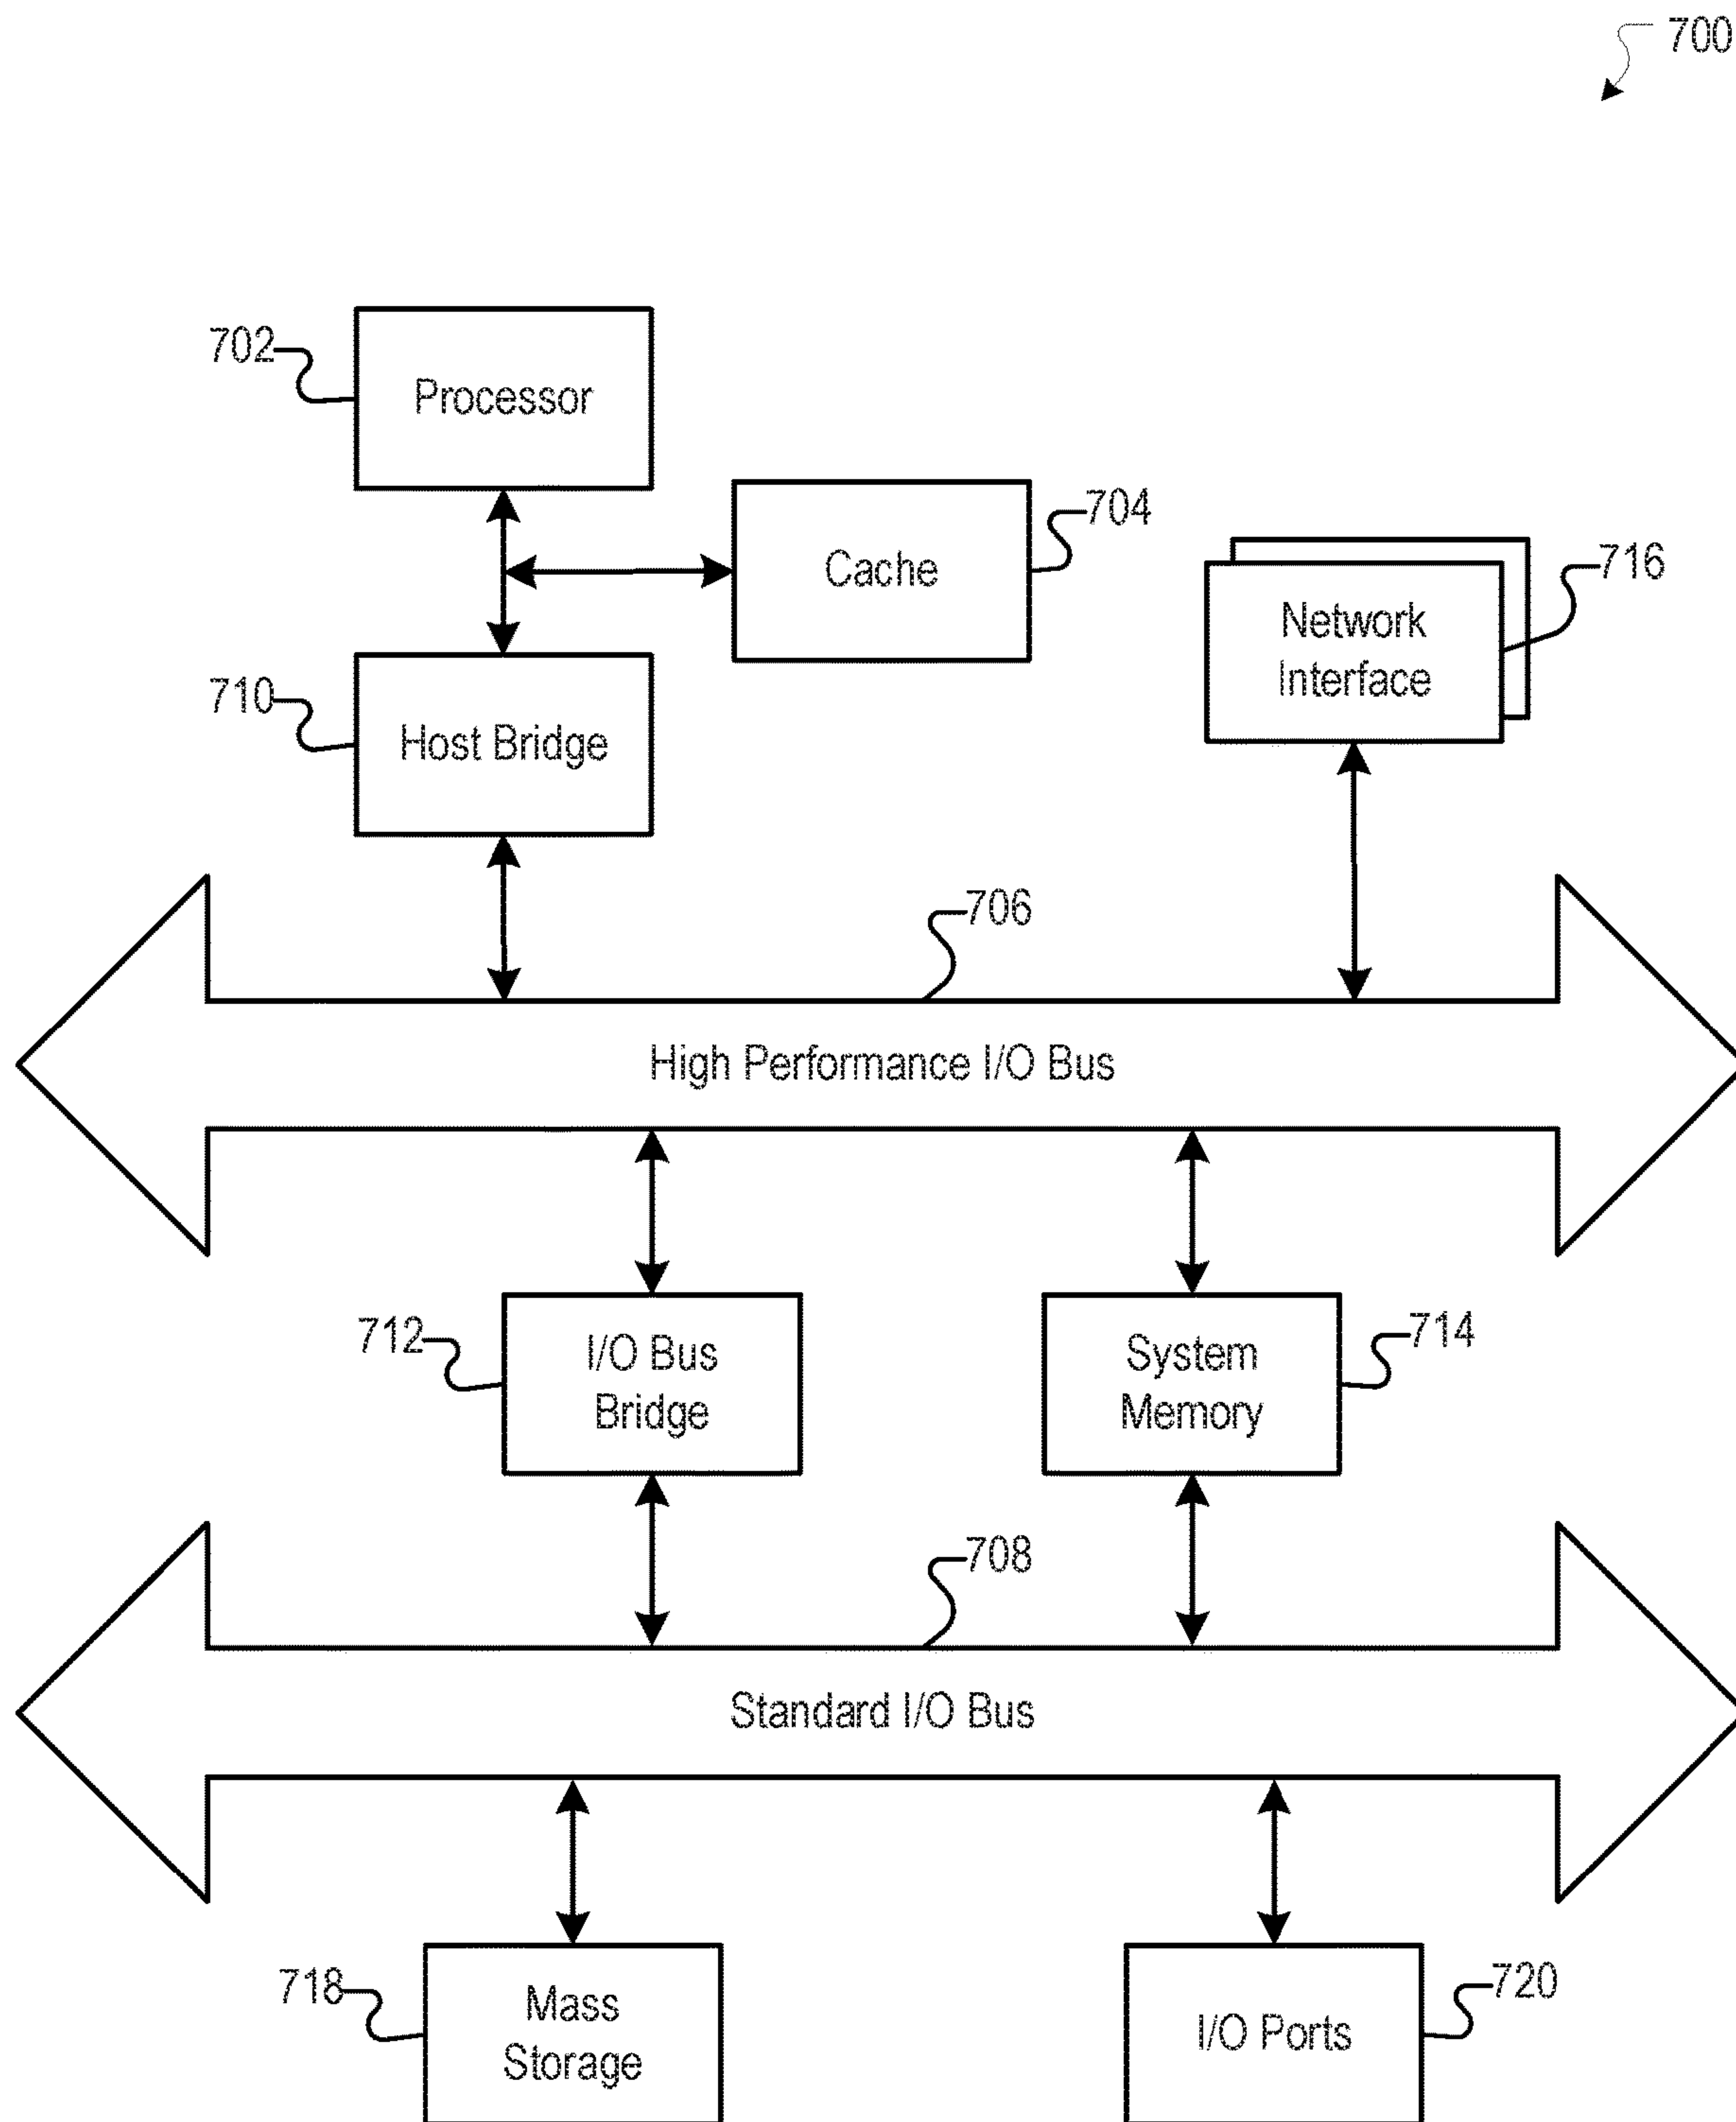 700
702
Processor
704
Cache
716
Network
Interface
710
Host Bridge
706
High Performance I/O Bus
712
I/O Bus
Bridge
System
Memory
714
708
Standard I/O Bus
718
Mass
Storage
I/O Ports
720